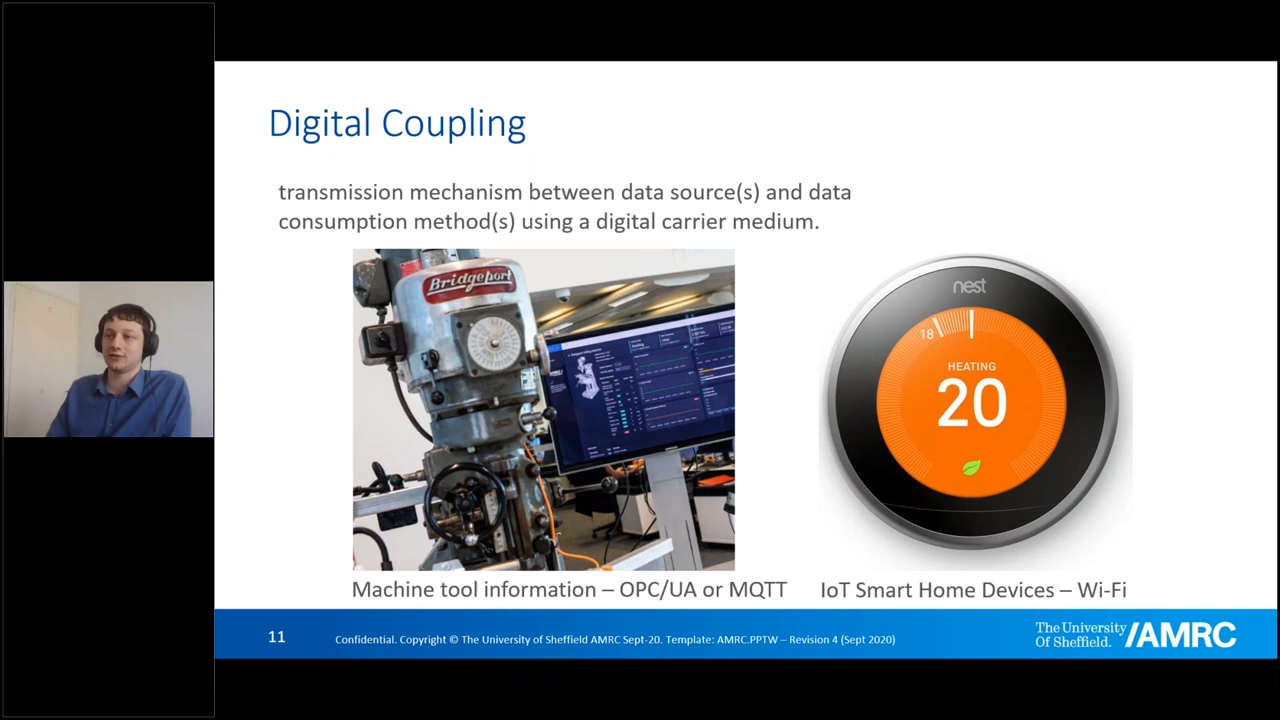 Digital Coupling
transmission mechanism between data source(s) and data
consumption method(s) using a digital carrier medium.
Bridgeport
nest
18
HEATING
20
Machine tool information – OPC/UA or MQTT
IoT Smart Home Devices – Wi-Fi
11
Confidential. Copyright © The University of Sheffield AMRC Sept-20. Template: AMRC.PPTW – Revision 4 (Sept 2020)
The University
Of Sheffield.
/AMRC